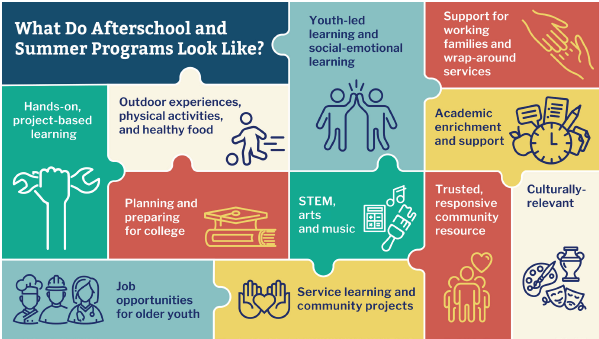 What Do Afterschool and
Summer Programs Look Like?
Youth-led
learning and
social-emotional
learning
Support for
working
families and
wrap-around
services
Hands-on,
project-based
learning
Outdoor experiences,
physical activities,
and healthy food
Academic
enrichment
and support
Planning and
preparing
for college
STEM,
arts
and music
Trusted,
responsive
community
resource
Culturally-
relevant
Job
opportunities
for older youth
Service learning and
community projects